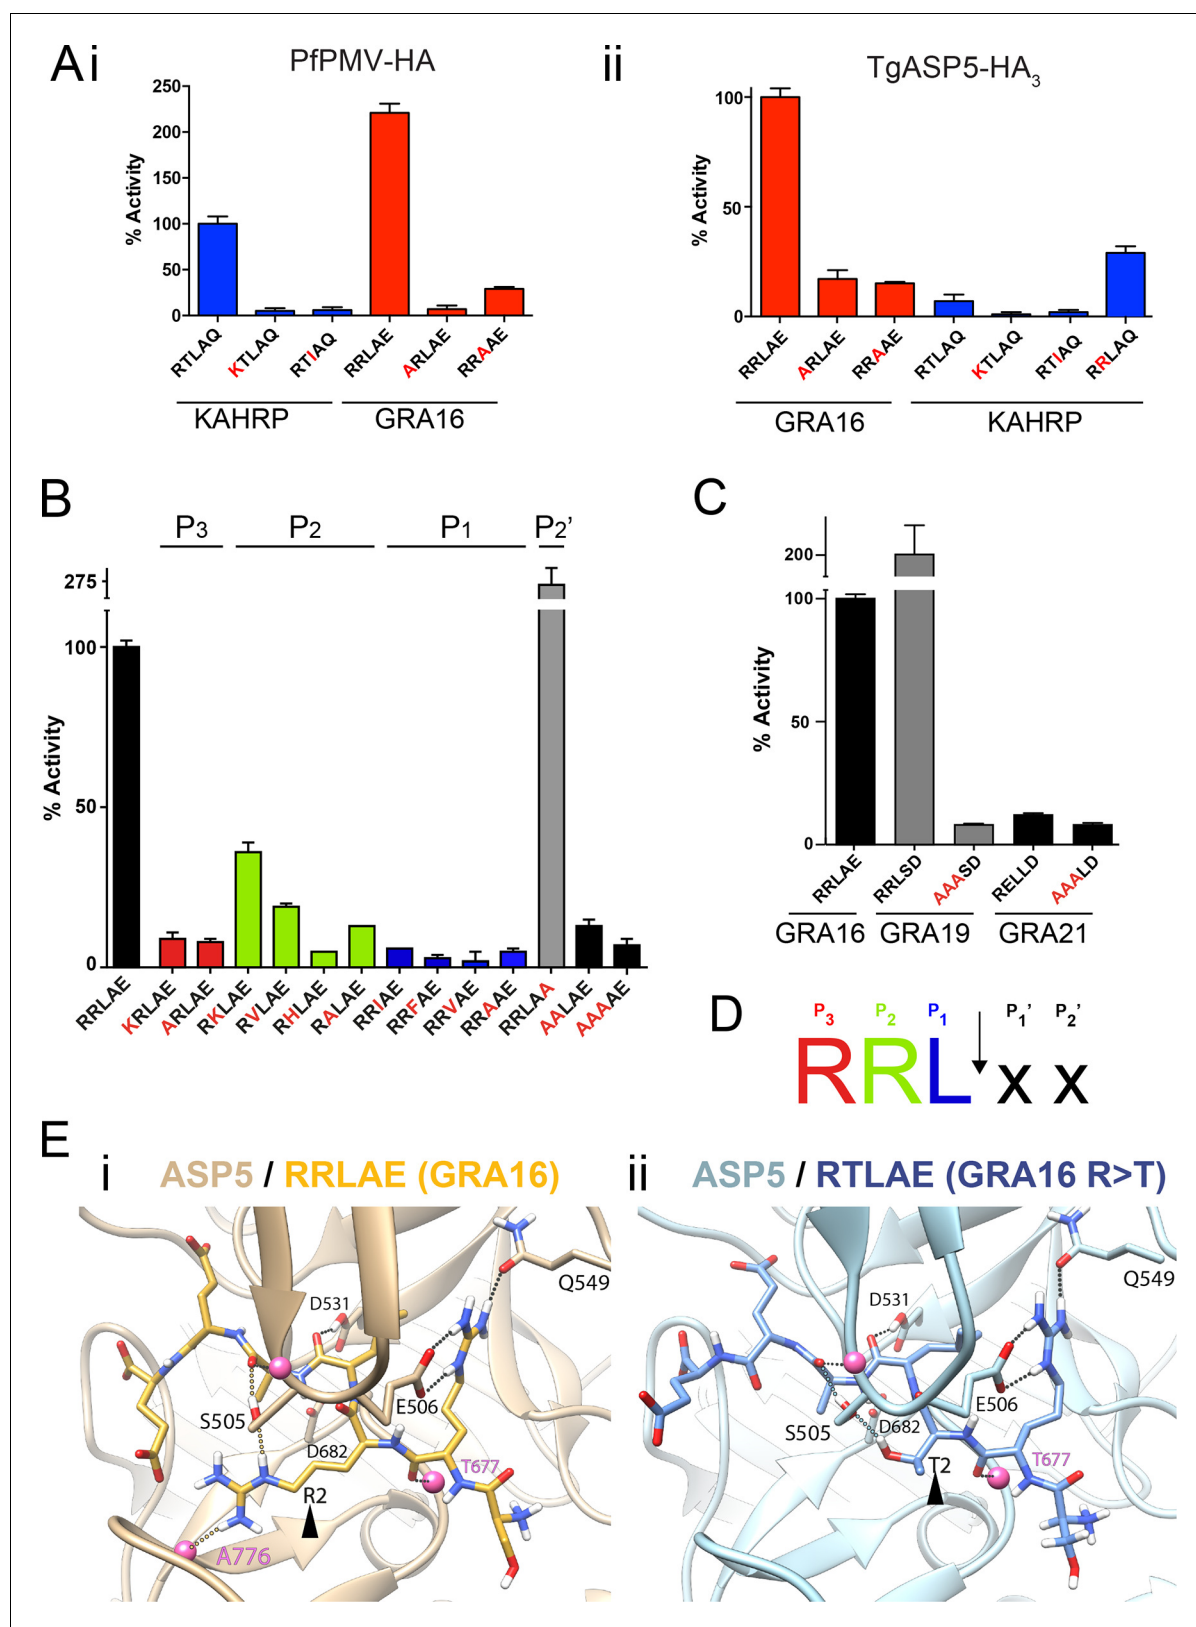 A i
PfPMV-HA
% Activity
250
200
150
100
50
0
RTLAQ
KTLAQ
RTIAQ
RRLAE
ARLAE
RRAAE
KAHRP
GRA16
ii
TgASP5-HA3
% Activity
100
50
0
RRLAE
ARLAE
RRAAE
RTLAQ
KTLAQ
RTIAQ
RRLAQ
GRA16
KAHRP
B
P3
P2
P1
P2'
% Activity
275
100
50
0
RRLAE
KRLAE
ARLAE
RKLAE
RVLAE
RHLAE
RALAE
RRIAE
RRFAE
RRVAE
RRAAE
RRLAA
AALAE
AAAAE
C
% Activity
200
100
50
0
RRLAE
RRLSD
AAASD
RELLD
AAALD
GRA16
GRA19
GRA21
D
P3 P2 P1 P1' P2'
R R L x x
E
i
ASP5 / RRLAE (GRA16)
Q549
D531
E506
S505
D682
T677
R2
A776
ii
ASP5 / RTLAE (GRA16 R>T)
Q549
D531
E506
S505
D682
T677
T2